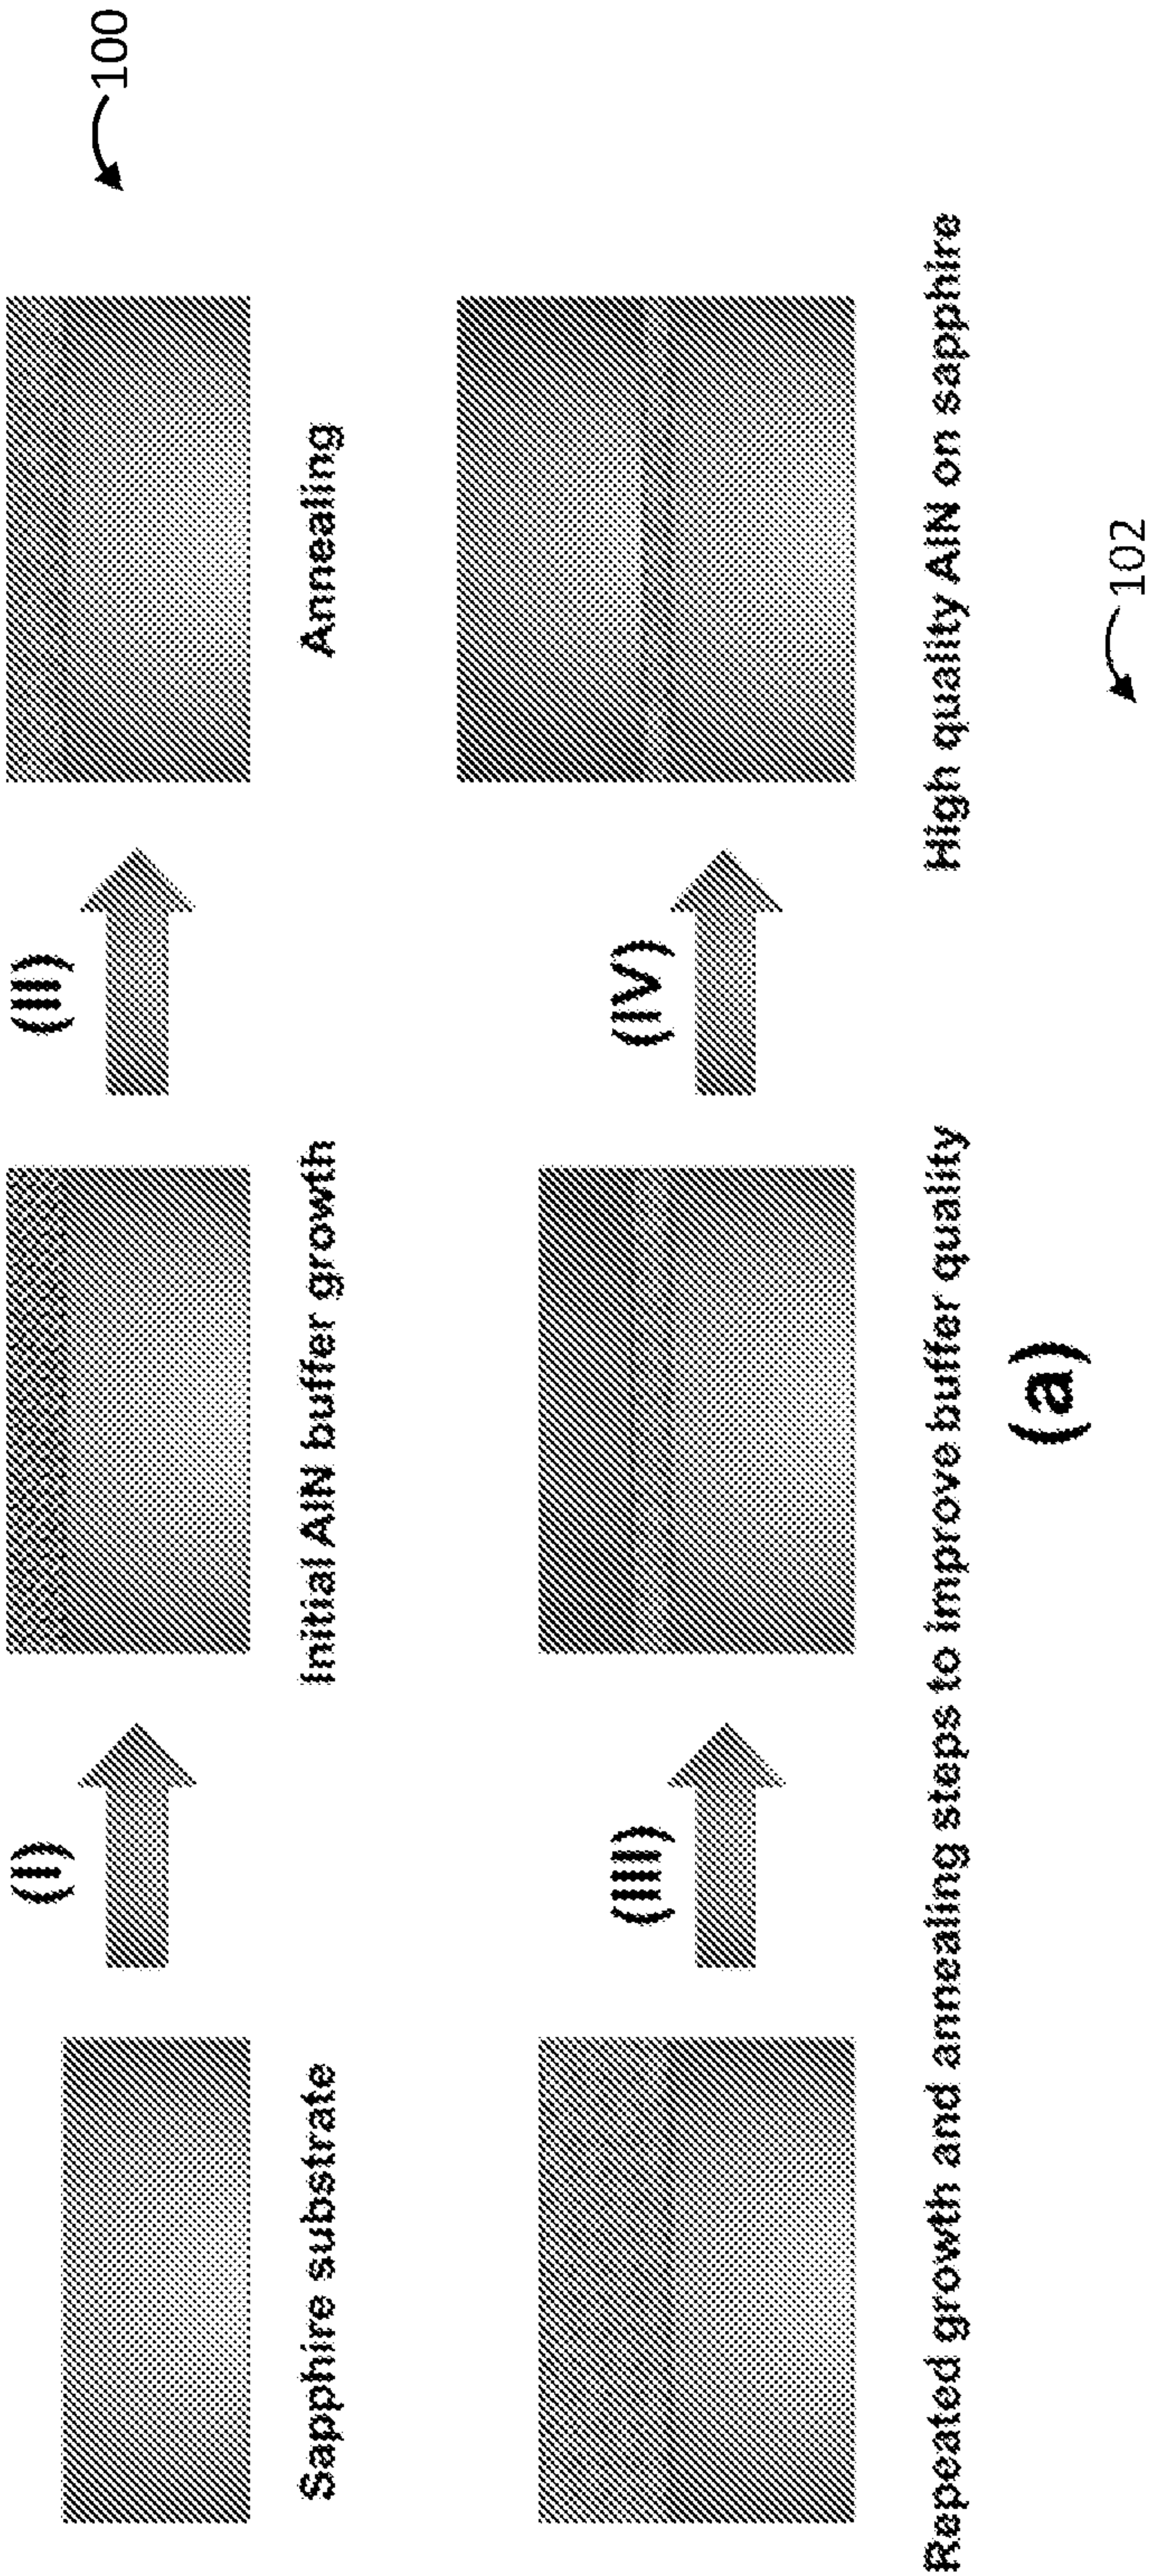 100
(I)
(II)
Sapphire substrate
Initial AlN buffer growth
Annealing
(III)
(IV)
Repeated growth and annealing steps to improve buffer quality
High quality AlN on sapphire
(a)
102